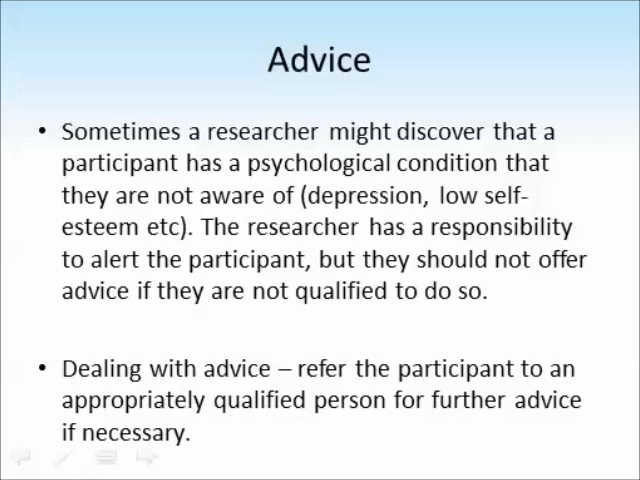 Advice
• Sometimes a researcher might discover that a
participant has a psychological condition that
they are not aware of (depression, low self-
esteem etc). The researcher has a responsibility
to alert the participant, but they should not offer
advice if they are not qualified to do so.
• Dealing with advice – refer the participant to an
appropriately qualified person for further advice
if necessary.